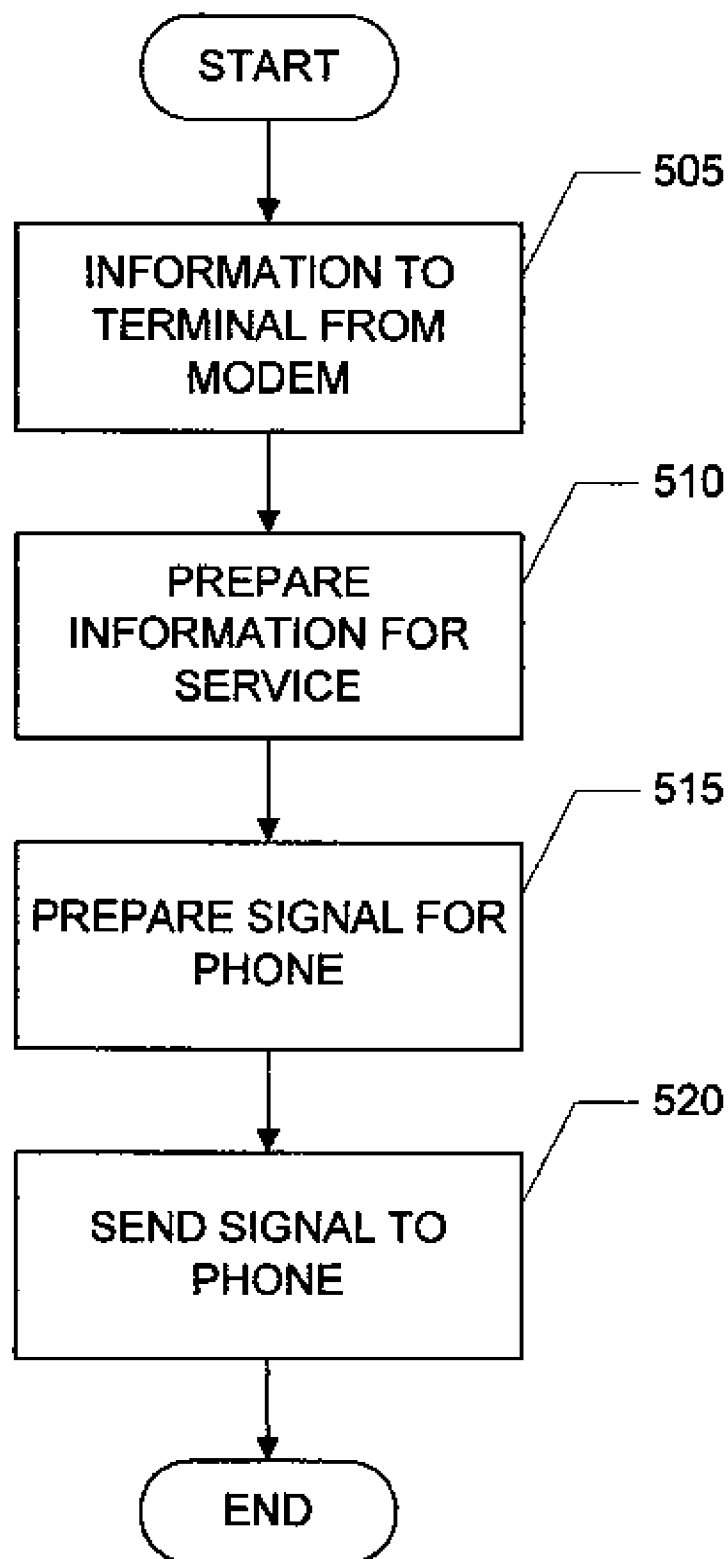 START
505
INFORMATION TO
TERMINAL FROM
MODEM
510
PREPARE
INFORMATION FOR
SERVICE
515
PREPARE SIGNAL FOR
PHONE
520
SEND SIGNAL TO
PHONE
END